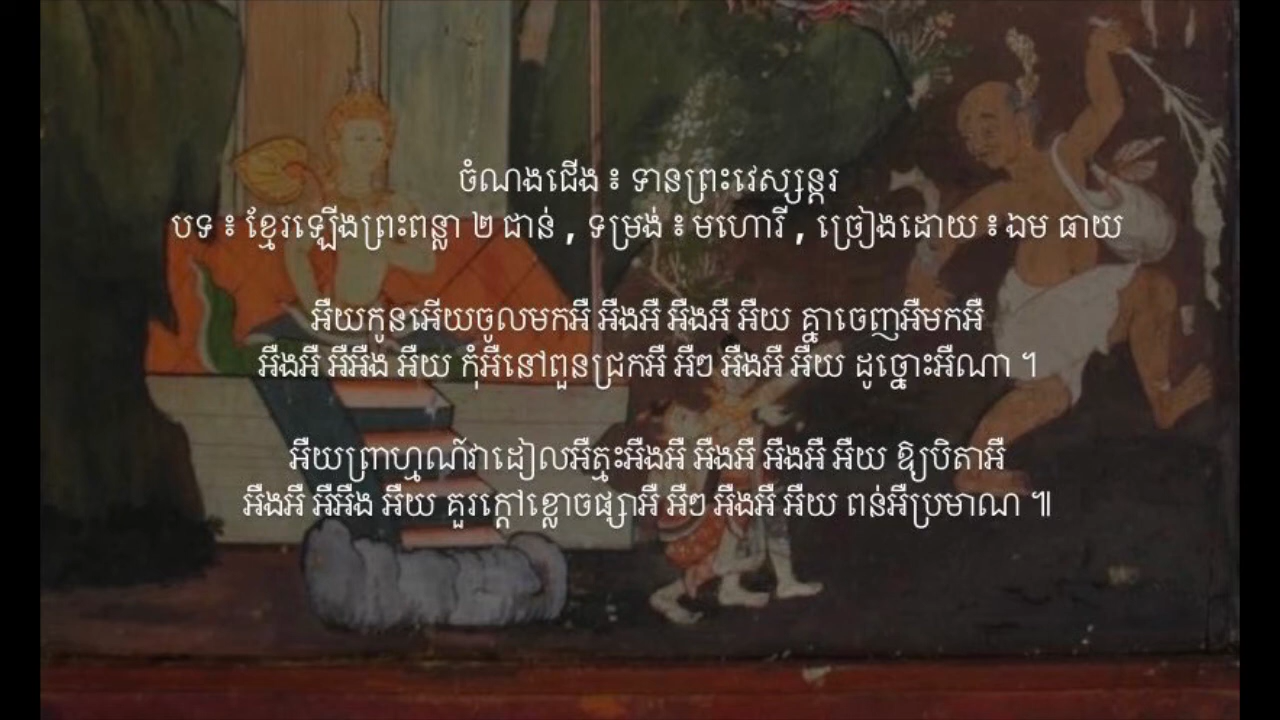 ចំណងជើង ៖ ទានព្រះវេស្សន្តរ
បទ ៖ ខ្មែរឡើងព្រះពន្លា ២ ជាន់ , ទម្រង់ ៖ មហោរី , ច្រៀងដោយ ៖ ឯម ធាយ
អឺយកូនអើយចូលមកអឺ អឺងអឺ អឺងអឺ អឺយ គ្នាចេញអឺមកអឺ
អឺងអឺ អឺអឺង អឺយ កុំអឺនៅពួនជ្រកអឺ អឺៗ អឺងអឺ អឺយ ដូច្នោះអឺណា ។
អឺយព្រាហ្មណ៍វាដៀលអឺត្មះអឺងអឺ អឺងអឺ អឺងអឺ អឺយ ឱ្យបិតាអឺ
អឺងអឺ អឺអឺង អឺយ គួរក្ដៅខ្លោចផ្សាអឺ អឺៗ អឺងអឺ អឺយ ពន់អឺប្រមាណ ៕